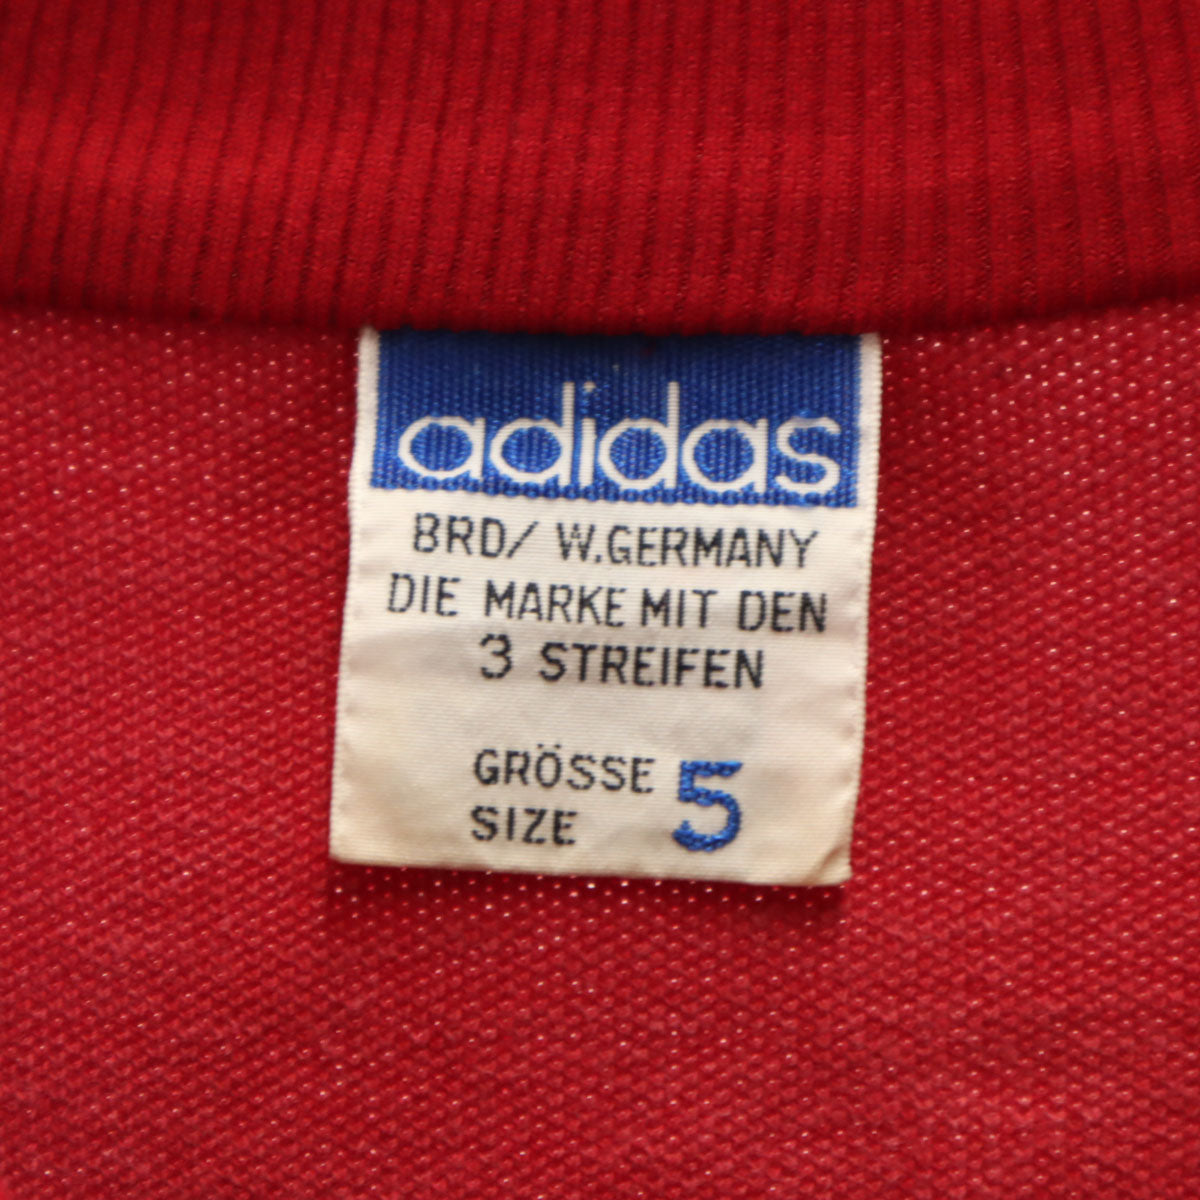 adidas
BRD/ W.GERMANY
DIE MARKE MIT DEN
3 STREIFEN
GRÖSSE
SIZE 5